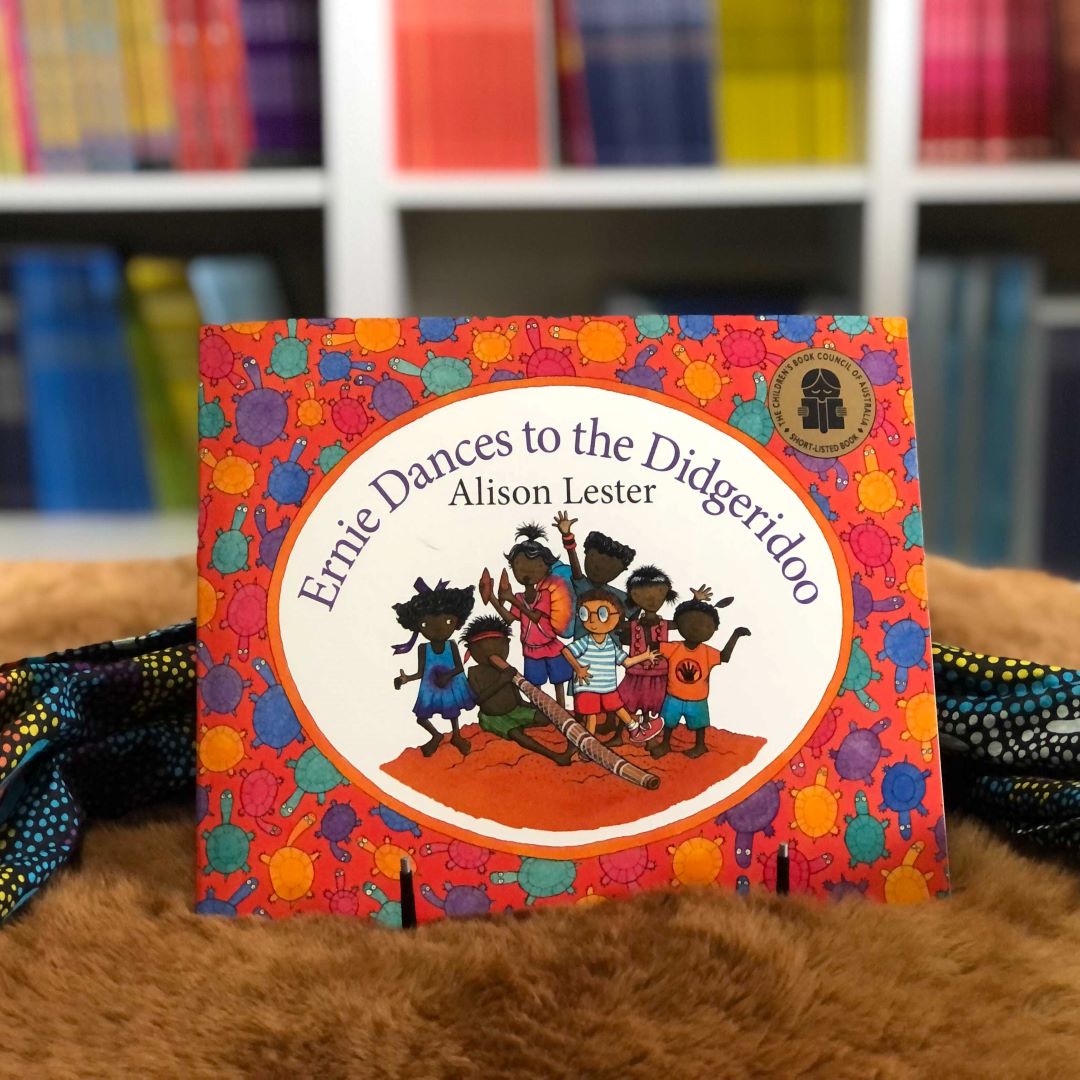 Ernie Dances to the Didgeridoo
Alison Lester
THE CHILDREN'S BOOK COUNCIL OF AUSTRALIA
SHORT-LISTED BOOK